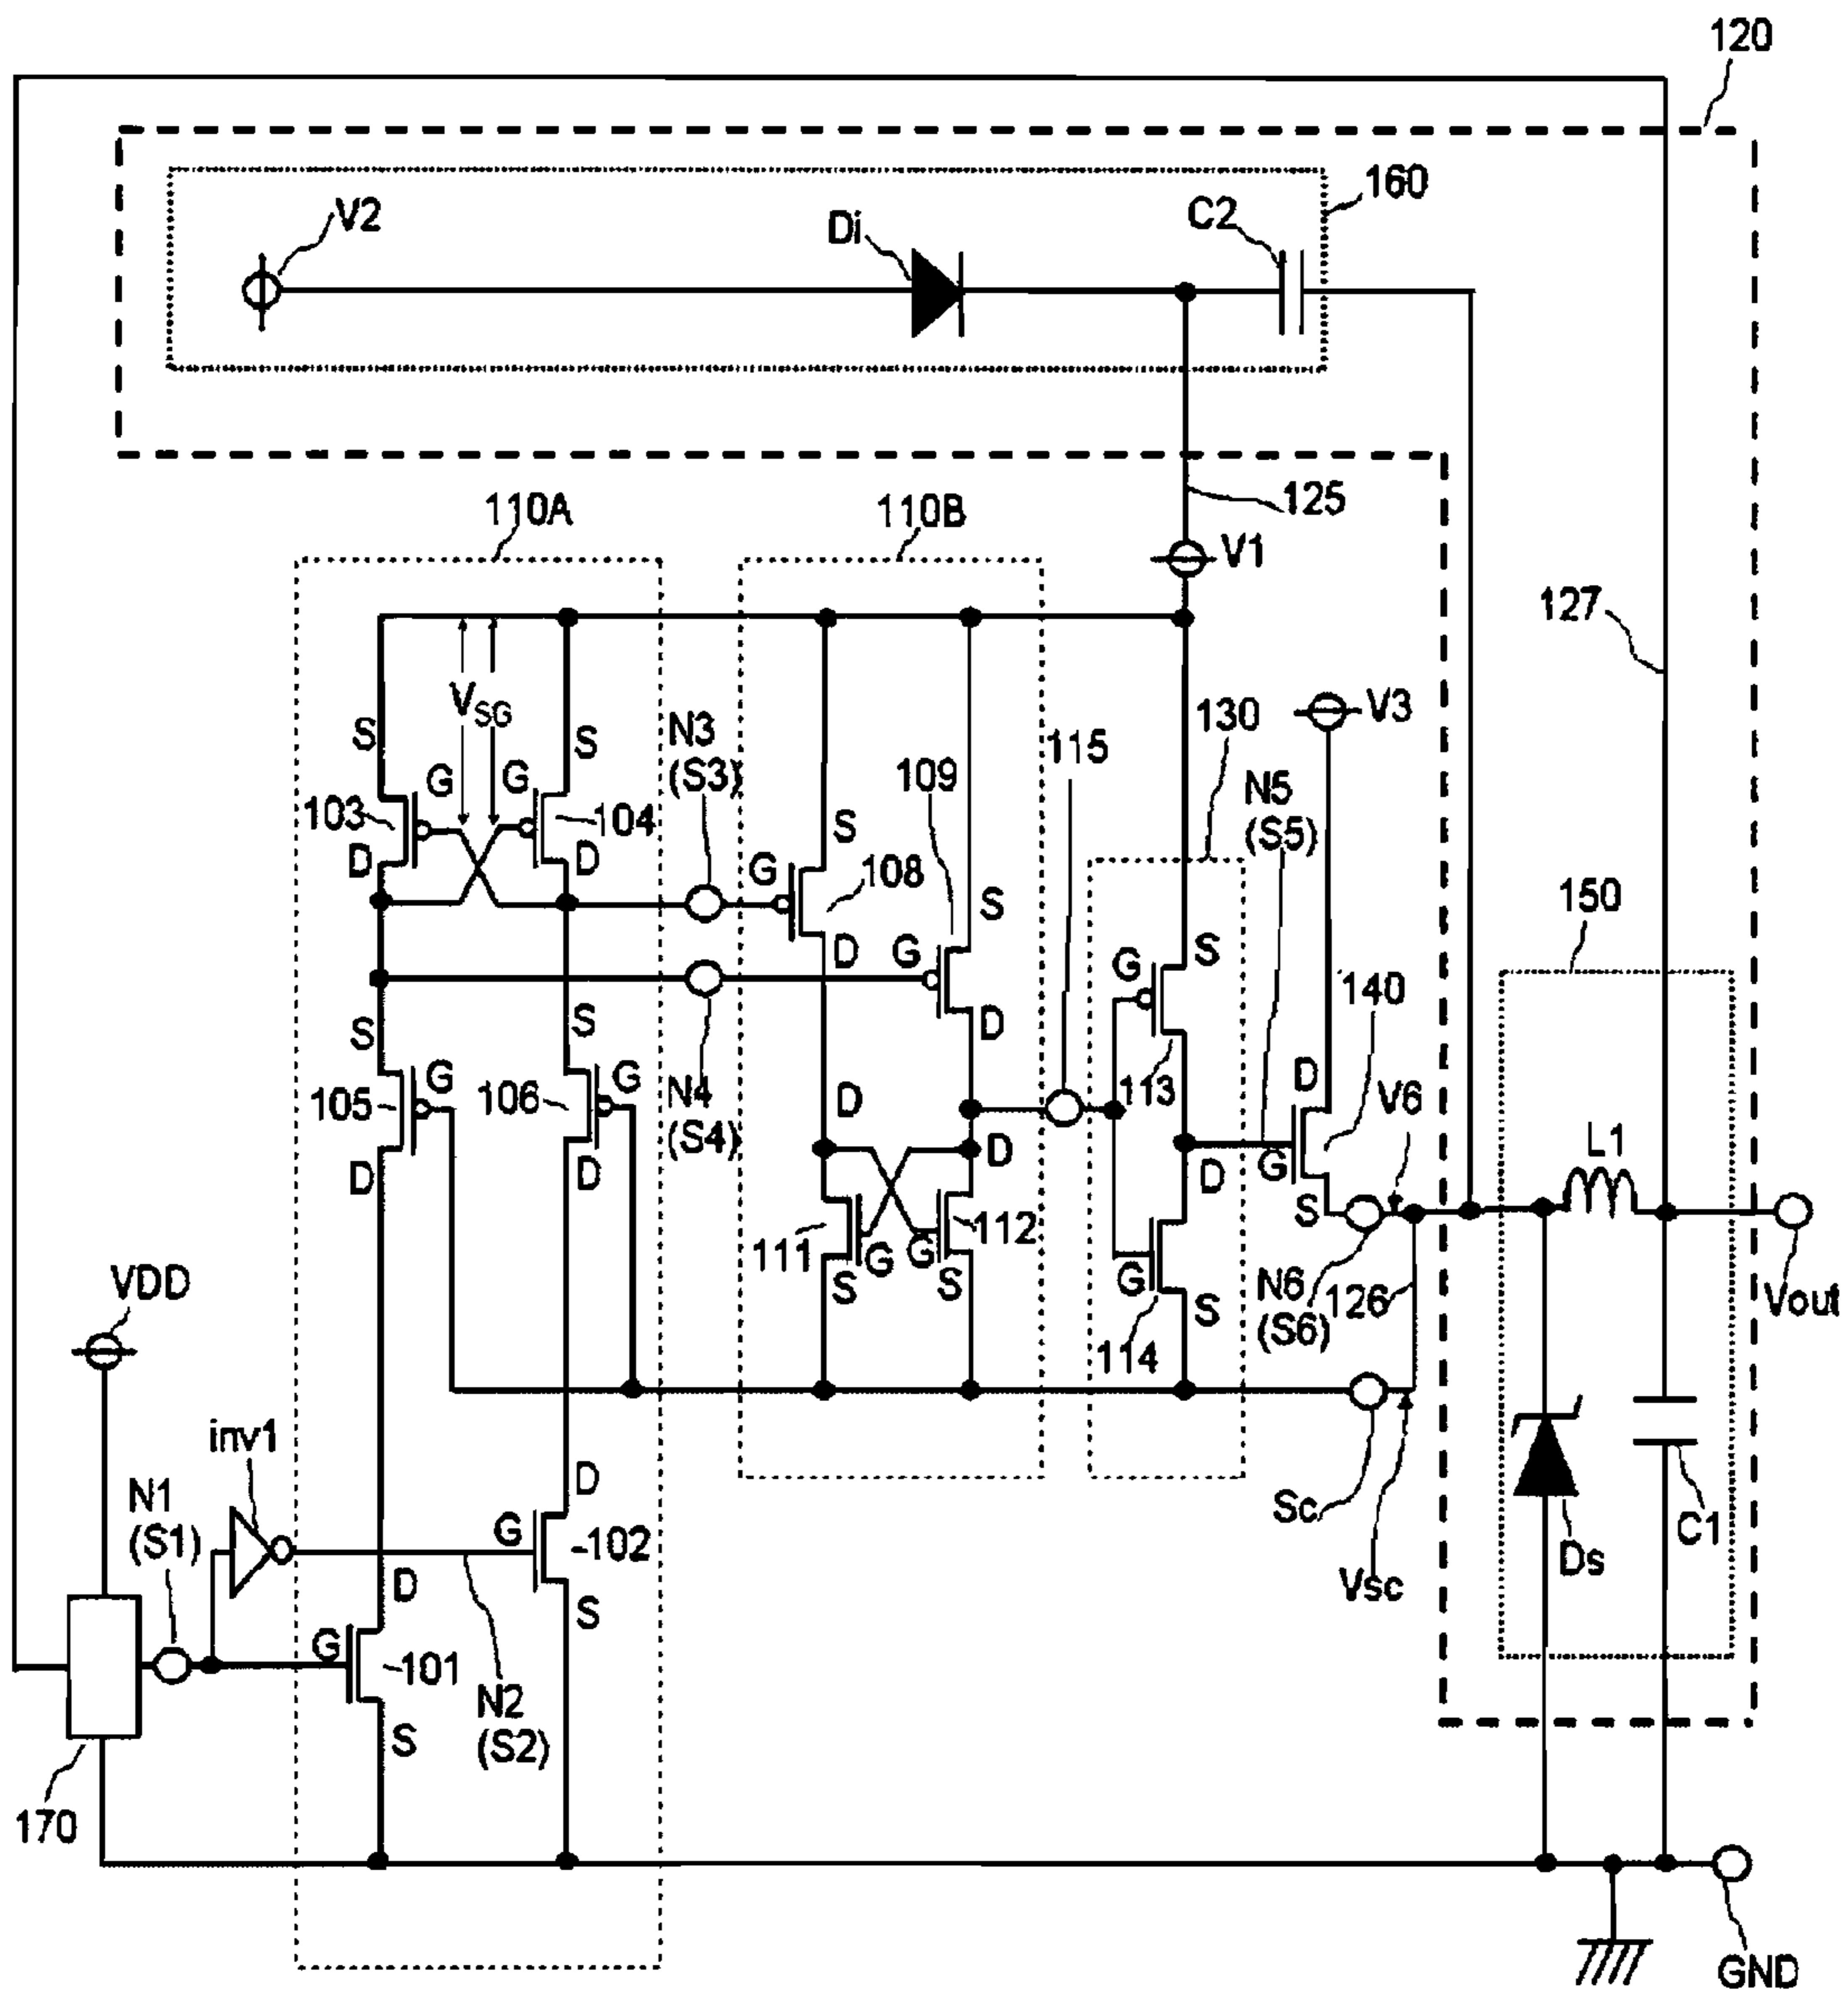 120
160
V2
Di
C2
110A
110B
125
V1
127
V3
VSG
S
S
N3
(S3)
130
115
109
N5
(S5)
G
G
103
104
S
D
D
G
108
S
150
D
G
G
S
140
S
S
D
113
D
G
G
105
106
N4
(S4)
D
V6
L1
D
D
D
D
G
S
111
G
G
112
S
S
G
S
N6
(S6)
126
Vout
VDD
114
inv1
N1
(S1)
D
G
102
Sc
Vsc
Ds
C1
D
S
G
101
N2
(S2)
S
170
GND